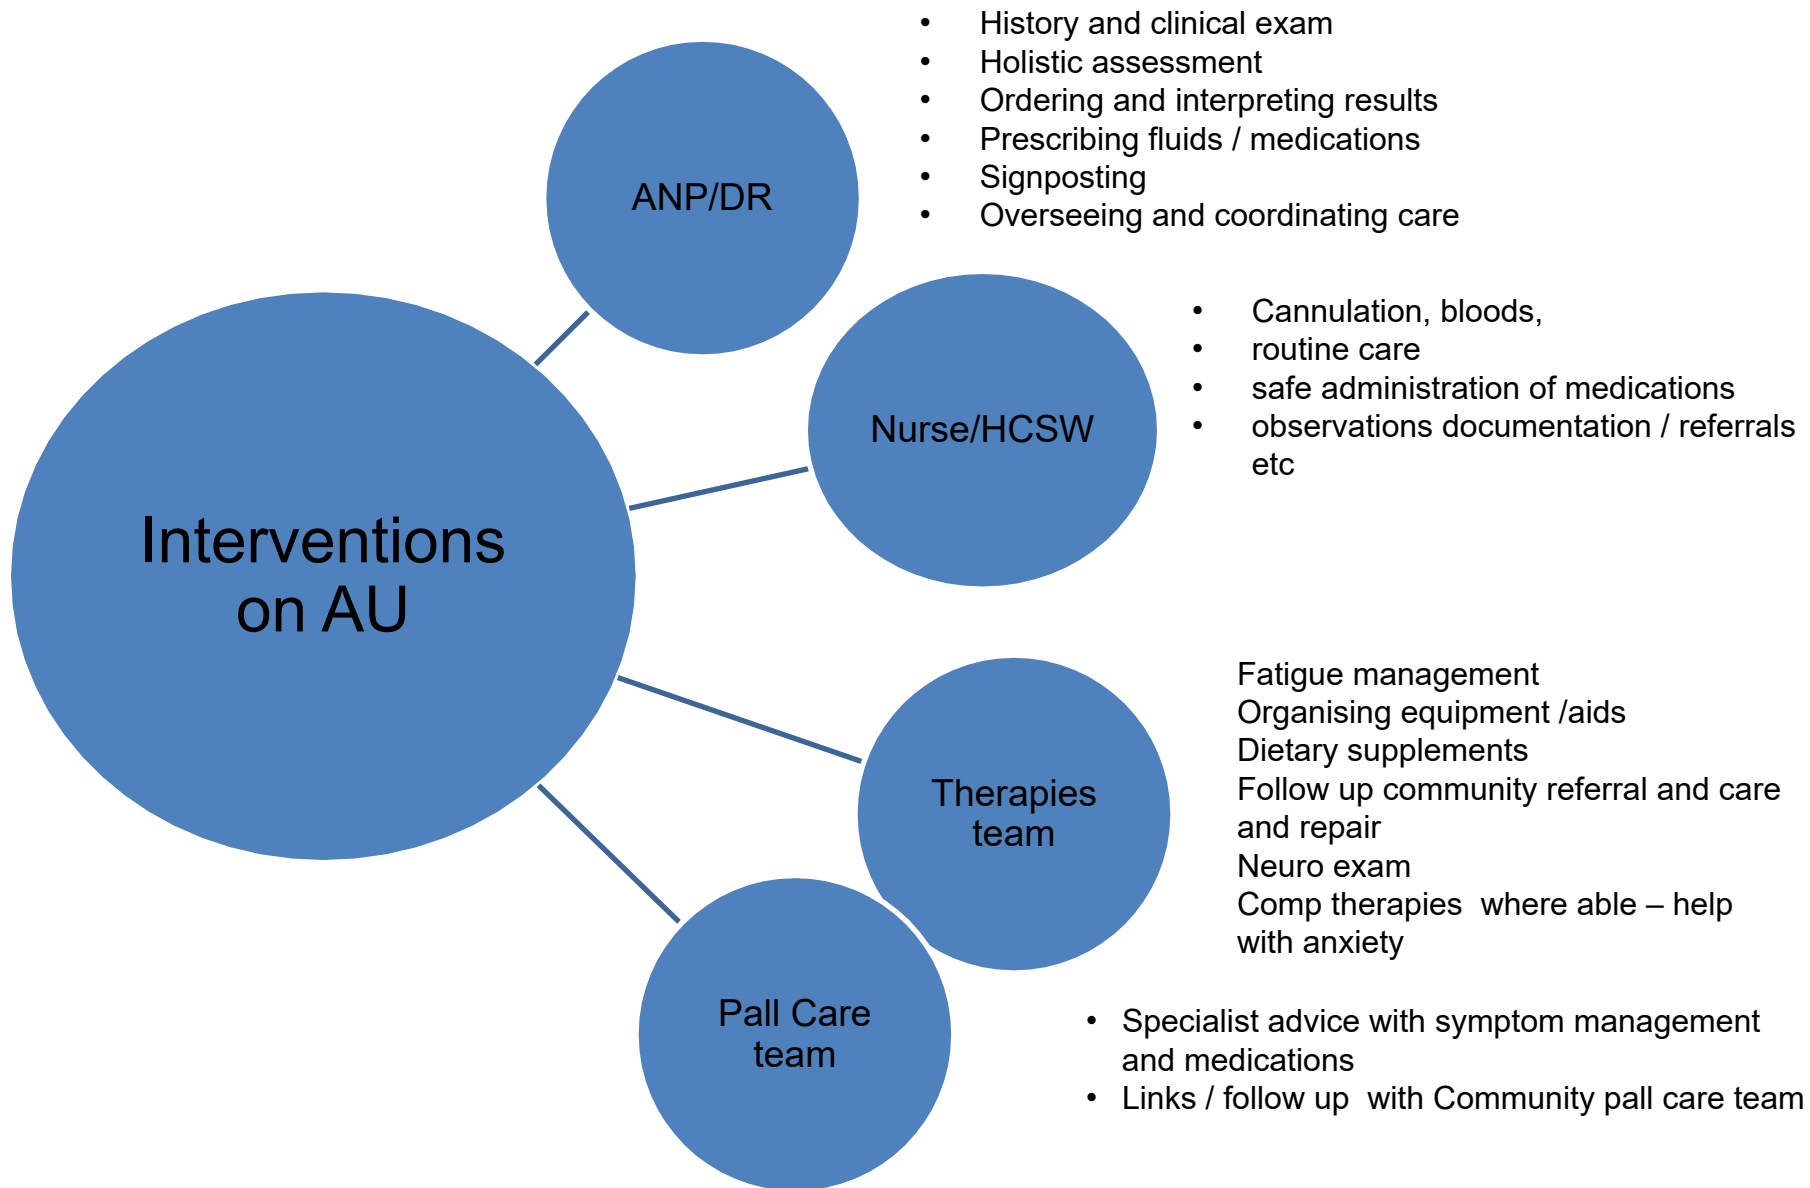 • History and clinical exam
• Holistic assessment
• Ordering and interpreting results
• Prescribing fluids / medications
• Signposting
• Overseeing and coordinating care
ANP/DR
• Cannulation, bloods,
• routine care
• safe administration of medications
• observations documentation / referrals
etc
Nurse/HCSW
Interventions
on AU
Fatigue management
Organising equipment /aids
Dietary supplements
Follow up community referral and care
and repair
Neuro exam
Comp therapies  where able – help
with anxiety
Therapies
team
Pall Care
team
• Specialist advice with symptom management
and medications
• Links / follow up  with Community pall care team